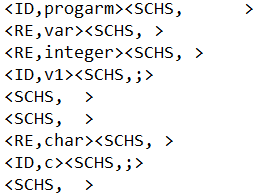 <ID,progarm><SCHS,        >
<RE,var><SCHS, >
<RE,integer><SCHS, >
<ID,v1><SCHS,;>
<SCHS,  >
<SCHS,  >
<RE,char><SCHS, >
<ID,c><SCHS,;>
<SCHS,  >